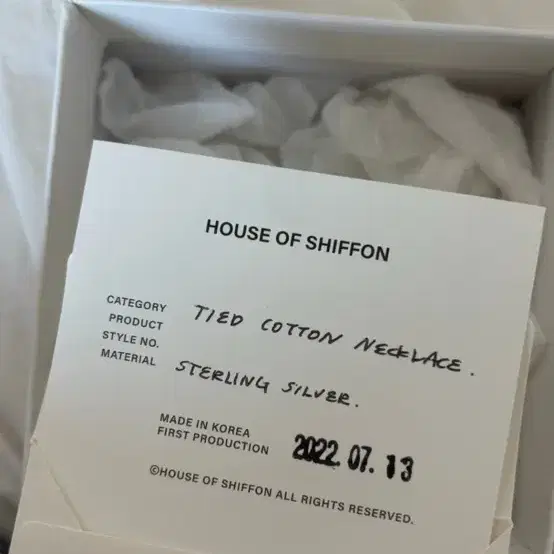 HOUSE OF SHIFFON
CATEGORY
PRODUCT TIED COTTON NECKLACE.
STYLE NO.
MATERIAL STERLING SILVER.
MADE IN KOREA
FIRST PRODUCTION 2022.07.13
©HOUSE OF SHIFFON ALL RIGHTS RESERVED.